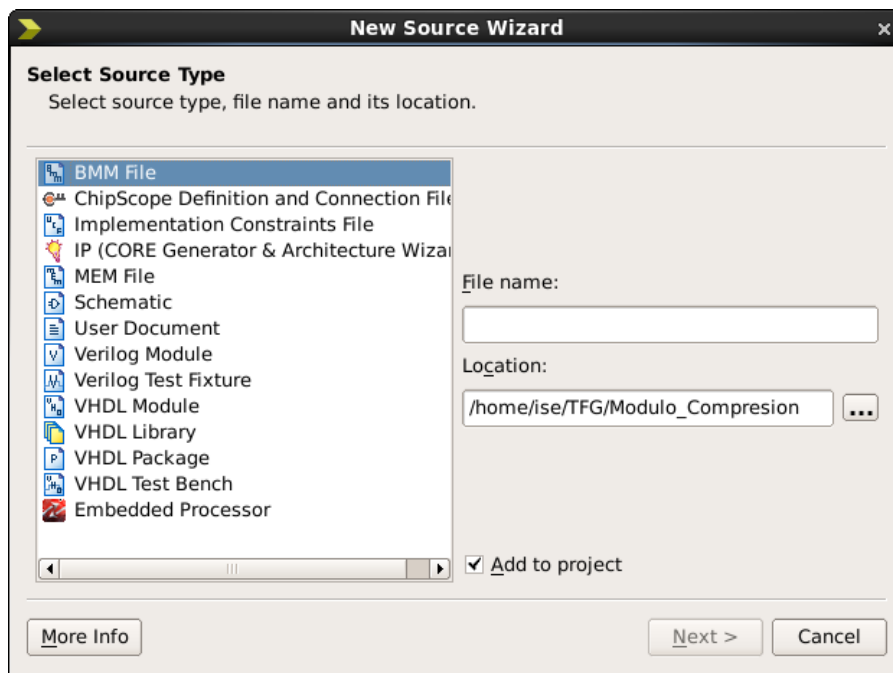 New Source Wizard
Select Source Type
Select source type, file name and its location.
BMM File
ChipScope Definition and Connection File
Implementation Constraints File
IP (CORE Generator & Architecture Wizar
MEM File
Schematic
User Document
Verilog Module
Verilog Test Fixture
VHDL Module
VHDL Library
VHDL Package
VHDL Test Bench
Embedded Processor
File name:
Location:
/home/ise/TFG/Modulo_Compresion
...
Add to project
More Info
Next >
Cancel